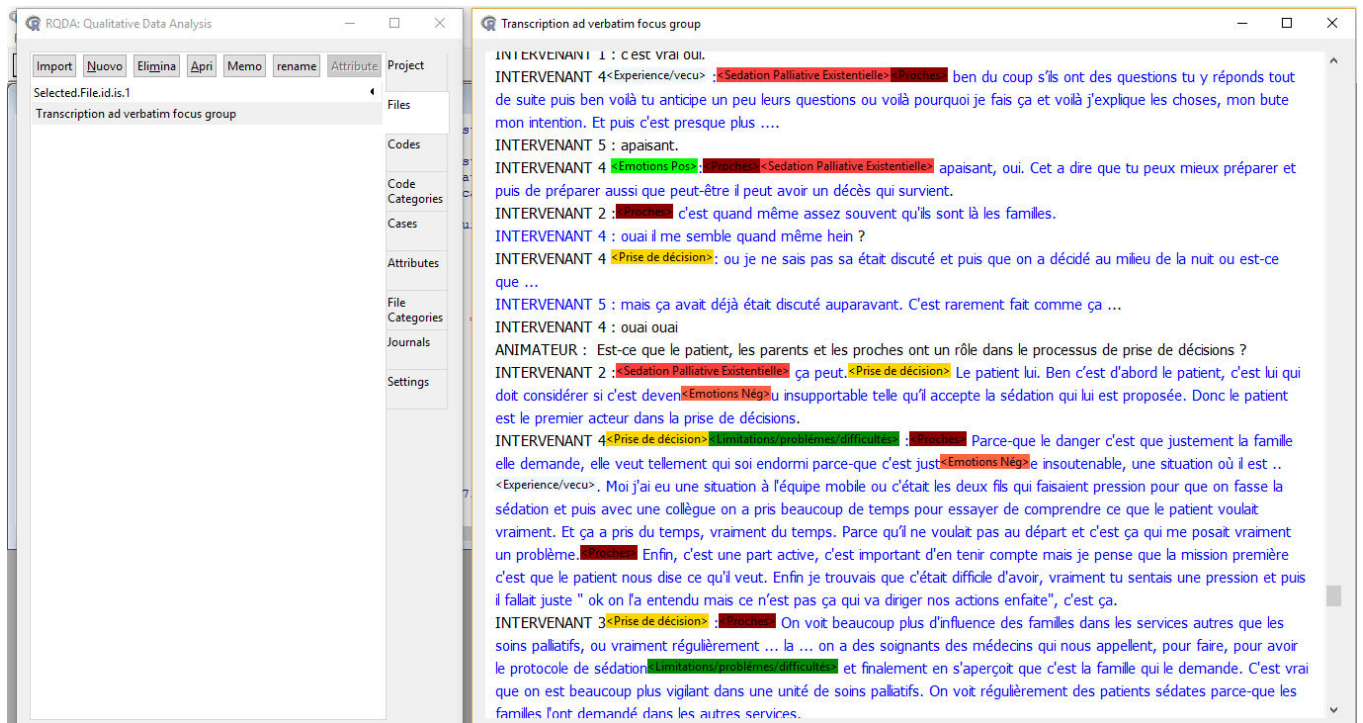 RQDA: Qualitative Data Analysis
Import Nuovo Elimina Apri Memo rename Attribute
Selected.File.id.is.1
Transcription ad verbatim focus group
Project
Files
Codes
Code
Categories
Cases
Attributes
File
Categories
Journals
Settings
Transcription ad verbatim focus group
INTERVENANT 1 : c'est vrai oui.
INTERVENANT 4<Experience/vecu> :<Sedation Palliative Existentielle><Proches> ben du coup s'ils ont des questions tu y réponds tout
de suite puis ben voilà tu anticipe un peu leurs questions ou voilà pourquoi je fais ça et voilà j'explique les choses, mon bute
mon intention. Et puis c'est presque plus ....
INTERVENANT 5 : apaisant.
INTERVENANT 4 <Emotions Pos>:<Proches><Sedation Palliative Existentielle> apaisant, oui. Cet a dire que tu peux mieux préparer et
puis de préparer aussi que peut-être il peut avoir un décès qui survient.
INTERVENANT 2 :<Proches> c'est quand même assez souvent qu'ils sont là les familles.
INTERVENANT 4 : ouai il me semble quand même hein ?
INTERVENANT 4 <Prise de décision>: ou je ne sais pas sa était discuté et puis que on a décidé au milieu de la nuit ou est-ce
que ...
INTERVENANT 5 : mais ça avait déjà était discuté auparavant. C'est rarement fait comme ça ...
INTERVENANT 4 : ouai ouai
ANIMATEUR : Est-ce que le patient, les parents et les proches ont un rôle dans le processus de prise de décisions ?
INTERVENANT 2 :<Sedation Palliative Existentielle> ça peut.<Prise de décision> Le patient lui. Ben c'est d'abord le patient, c'est lui qui
doit considérer si c'est deven<Emotions Nég>u insupportable telle qu'il accepte la sédation qui lui est proposée. Donc le patient
est le premier acteur dans la prise de décisions.
INTERVENANT 4<Prise de décision><Limitations/problémes/difficultés> :<Proches> Parce-que le danger c'est que justement la famille
elle demande, elle veut tellement qui soi endormi parce-que c'est just<Emotions Nég>e insoutenable, une situation où il est ..
<Experience/vecu>. Moi j'ai eu une situation à l'équipe mobile ou c'était les deux fils qui faisaient pression pour que on fasse la
sédation et puis avec une collègue on a pris beaucoup de temps pour essayer de comprendre ce que le patient voulait
vraiment. Et ça a pris du temps, vraiment du temps. Parce qu'il ne voulait pas au départ et c'est ça qui me posait vraiment
un problème.<Proches> Enfin, c'est une part active, c'est important d'en tenir compte mais je pense que la mission première
c'est que le patient nous dise ce qu'il veut. Enfin je trouvais que c'était difficile d'avoir, vraiment tu sentais une pression et puis
il fallait juste " ok on l'a entendu mais ce n'est pas ça qui va diriger nos actions enfaite", c'est ça.
INTERVENANT 3<Prise de décision> :<Proches> On voit beaucoup plus d'influence des familles dans les services autres que les
soins palliatifs, ou vraiment régulièrement ... la ... on a des soignants des médecins qui nous appellent, pour faire, pour avoir
le protocole de sédation<Limitations/problémes/difficultés> et finalement en s'aperçoit que c'est la famille qui le demande. C'est vrai
que on est beaucoup plus vigilant dans une unité de soins palliatifs. On voit régulièrement des patients sédates parce-que les
familles l'ont demandé dans les autres services.